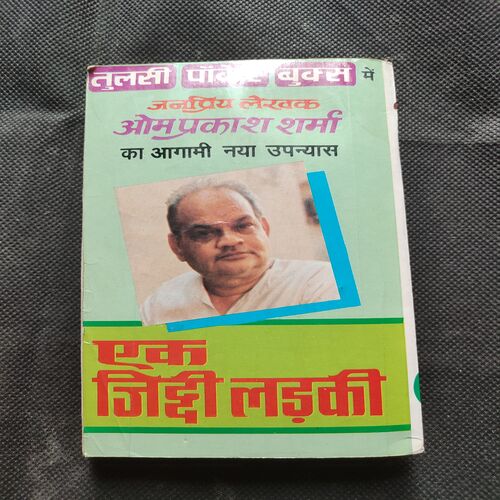 तुलसी पॉकेट बुक्स में
जनप्रिय लेखक
ओमप्रकाश शर्मा
का आगामी नया उपन्यास
एक
जिद्दी लड़की